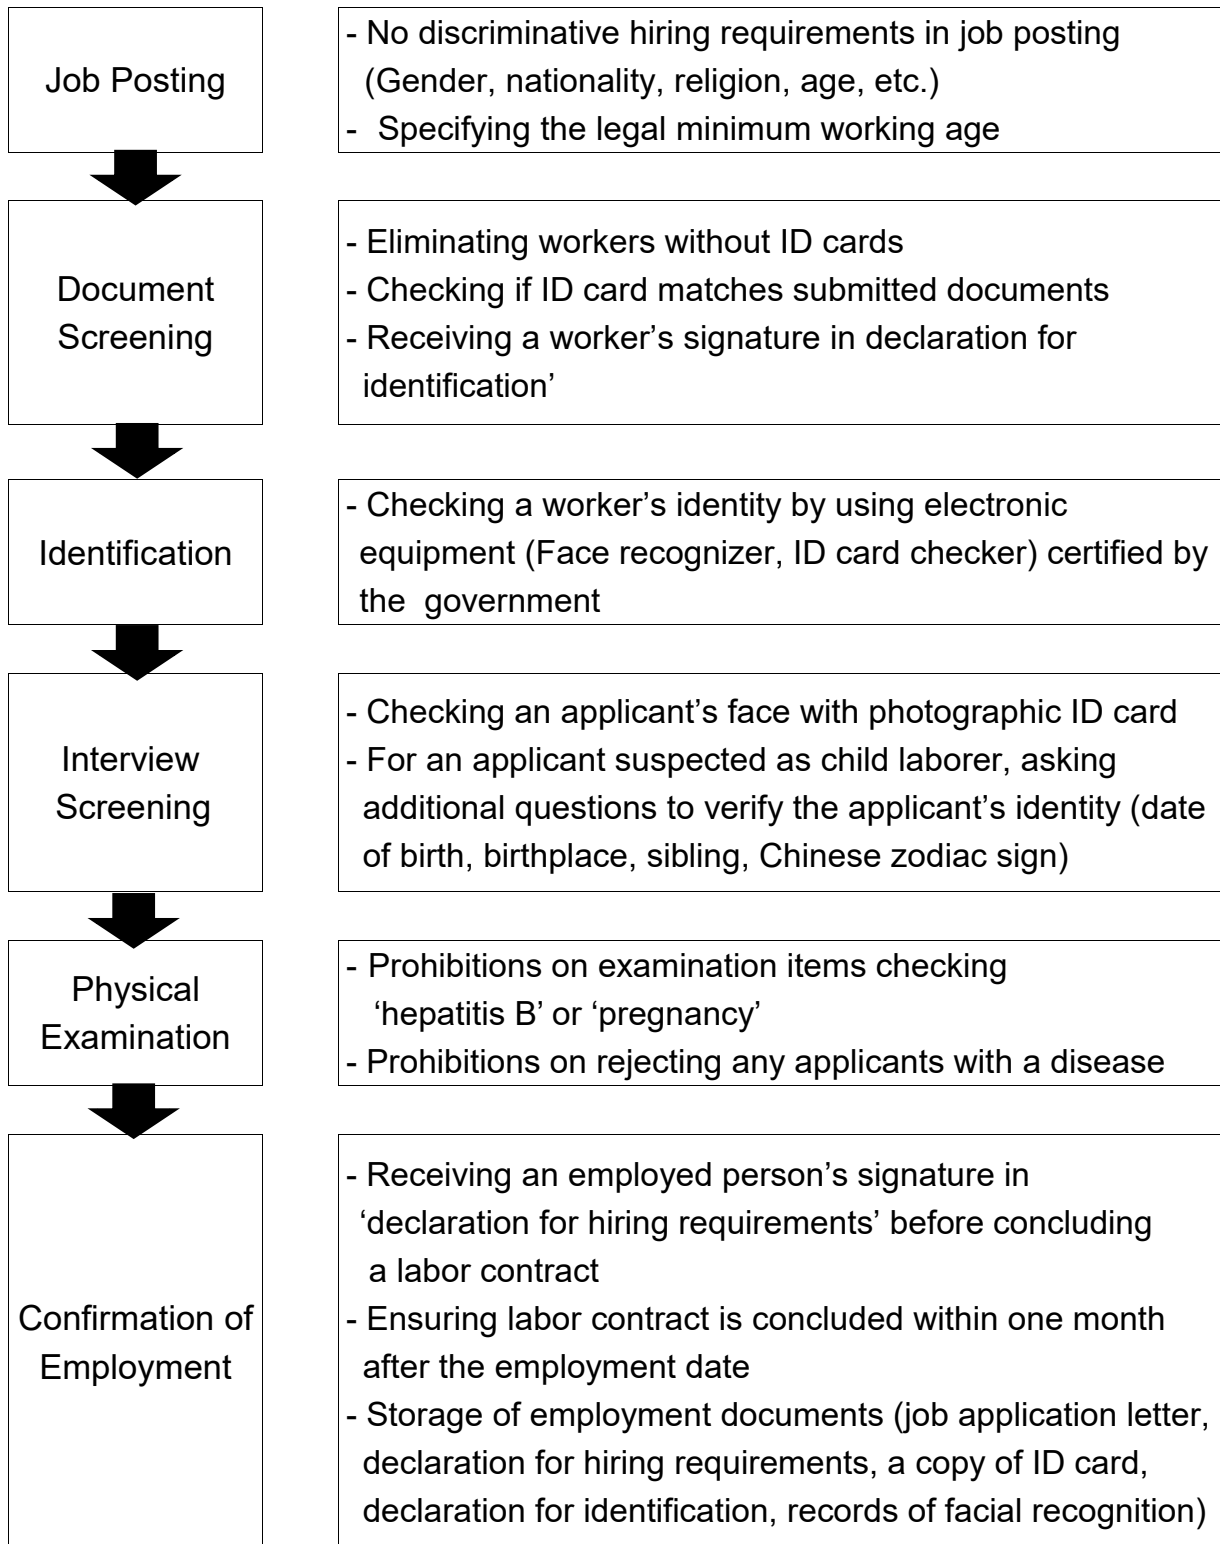 Job Posting
- No discriminative hiring requirements in job posting
(Gender, nationality, religion, age, etc.)
- Specifying the legal minimum working age
Document
Screening
- Eliminating workers without ID cards
- Checking if ID card matches submitted documents
- Receiving a worker’s signature in declaration for
identification’
Identification
- Checking a worker’s identity by using electronic
equipment (Face recognizer, ID card checker) certified by
the government
Interview
Screening
- Checking an applicant’s face with photographic ID card
- For an applicant suspected as child laborer, asking
additional questions to verify the applicant’s identity (date
of birth, birthplace, sibling, Chinese zodiac sign)
Physical
Examination
- Prohibitions on examination items checking
‘hepatitis B’ or ‘pregnancy’
- Prohibitions on rejecting any applicants with a disease
Confirmation of
Employment
- Receiving an employed person’s signature in
‘declaration for hiring requirements’ before concluding
a labor contract
- Ensuring labor contract is concluded within one month
after the employment date
- Storage of employment documents (job application letter,
declaration for hiring requirements, a copy of ID card,
declaration for identification, records of facial recognition)